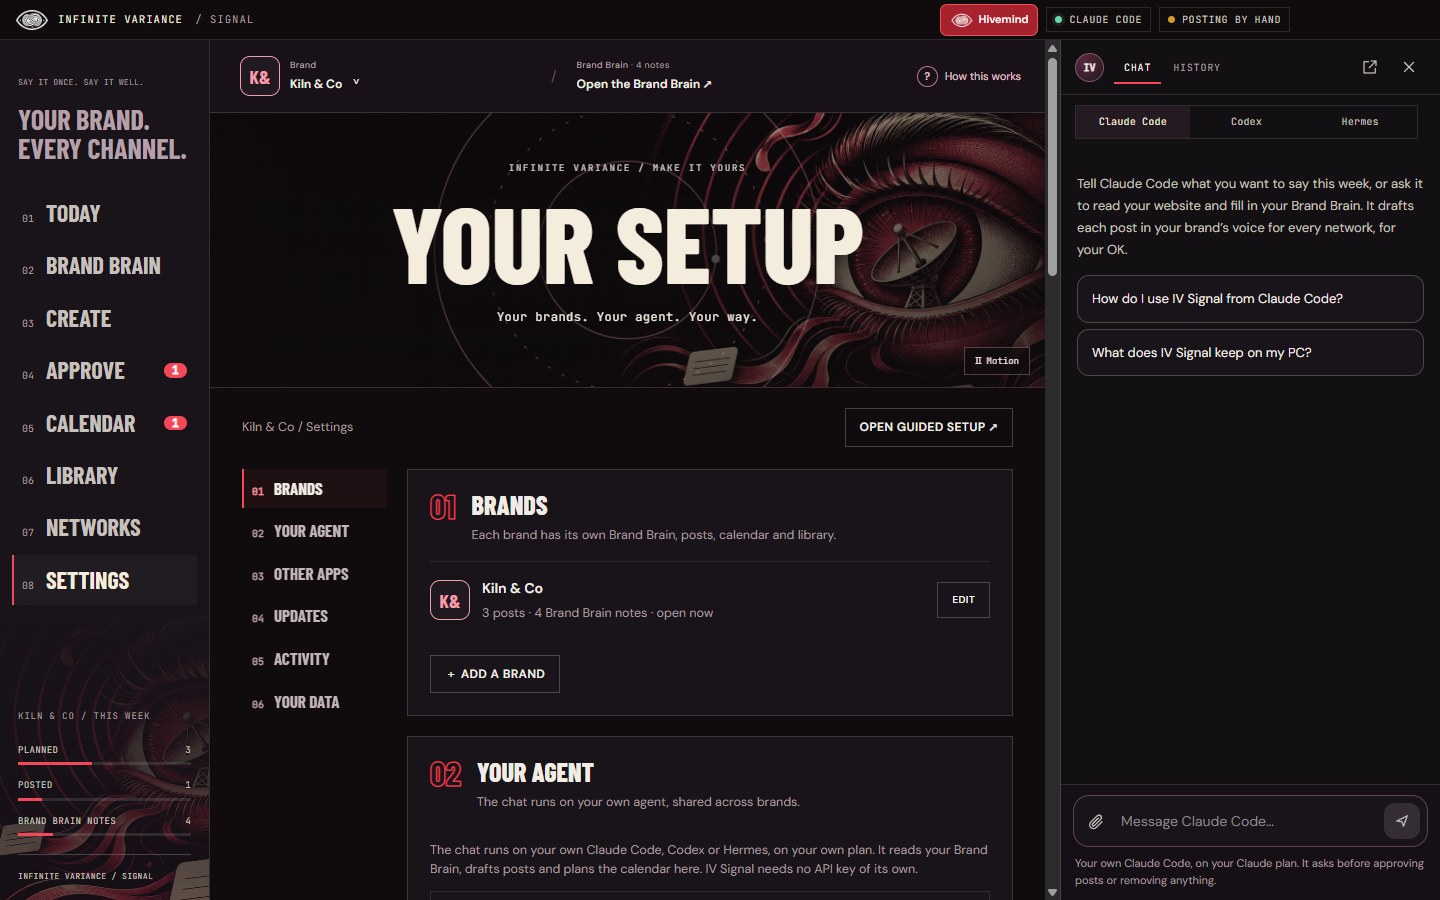 INFINITE VARIANCE / SIGNAL
Hivemind
CLAUDE CODE
POSTING BY HAND
SAY IT ONCE. SAY IT WELL.
YOUR BRAND.
EVERY CHANNEL.
01 TODAY
02 BRAND BRAIN
03 CREATE
04 APPROVE 1
05 CALENDAR 1
06 LIBRARY
07 NETWORKS
08 SETTINGS
KILN & CO / THIS WEEK
PLANNED 3
POSTED 1
BRAND BRAIN NOTES 4
INFINITE VARIANCE / SIGNAL
K&
Brand
Kiln & Co
/
Brand Brain · 4 notes
Open the Brand Brain ↗
? How this works
INFINITE VARIANCE / MAKE IT YOURS
YOUR SETUP
Your brands. Your agent. Your way.
Motion
Kiln & Co / Settings
OPEN GUIDED SETUP ↗
01 BRANDS
02 YOUR AGENT
03 OTHER APPS
04 UPDATES
05 ACTIVITY
06 YOUR DATA
01 BRANDS
Each brand has its own Brand Brain, posts, calendar and library.
K&
Kiln & Co
3 posts · 4 Brand Brain notes · open now
EDIT
+ ADD A BRAND
02 YOUR AGENT
The chat runs on your own agent, shared across brands.
The chat runs on your own Claude Code, Codex or Hermes, on your own plan. It reads your Brand
Brain, drafts posts and plans the calendar here. IV Signal needs no API key of its own.
IV
CHAT
HISTORY
Claude Code
Codex
Hermes
Tell Claude Code what you want to say this week, or ask it
to read your website and fill in your Brand Brain. It drafts
each post in your brand’s voice for every network, for
your OK.
How do I use IV Signal from Claude Code?
What does IV Signal keep on my PC?
Message Claude Code...
Your own Claude Code, on your Claude plan. It asks before approving
posts or removing anything.